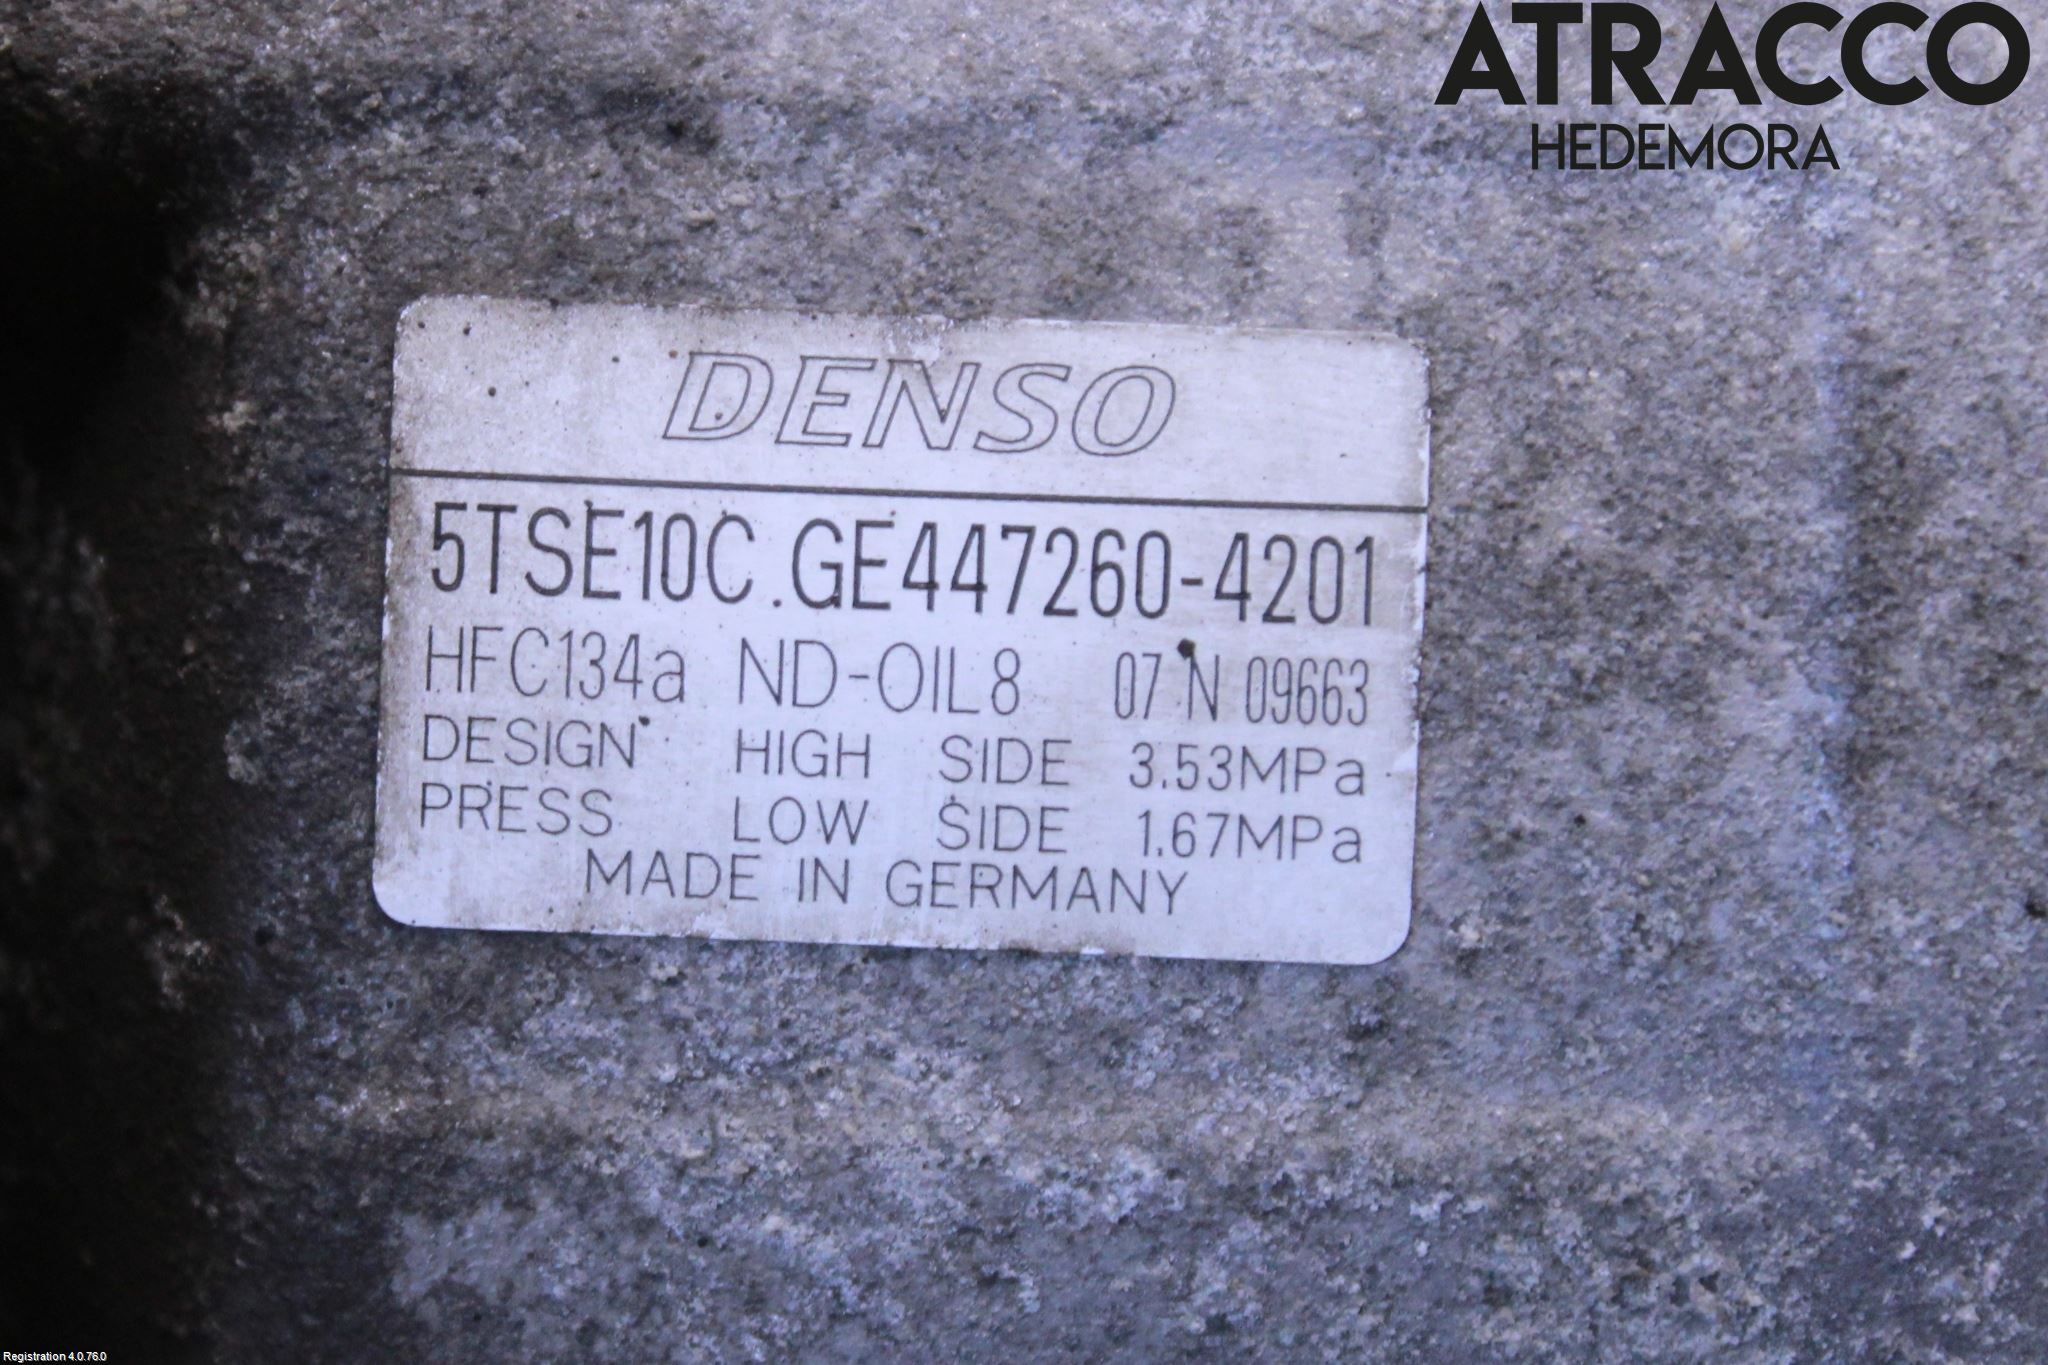 ATRACCO
HEDEMORA
DENSO
5TSE10C.GE447260-4201
HFC134a ND-OIL8 07 N 09663
DESIGN HIGH SIDE 3.53MPa
PRESS LOW SIDE 1.67MPa
MADE IN GERMANY
Registration 4.0.76.0